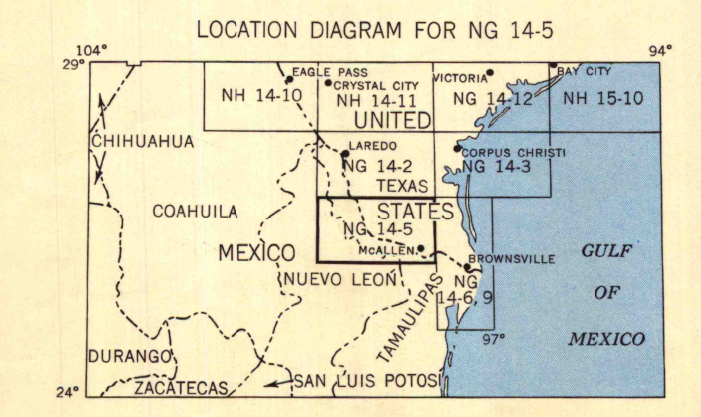 LOCATION DIAGRAM FOR NG 14-5
104° 94°
29°
EAGLE PASS
CRYSTAL CITY
VICTORIA
BAY CITY
NH 14-10
NH 14-11
NG 14-12
NH 15-10
UNITED
CHIHUAHUA
LAREDO
CORPUS CHRISTI
NG 14-2
NG 14-3
TEXAS
COAHUILA
STATES
NG 14-5
MEXICO
McALLEN
GULF
OF
MEXICO
BROWNSVILLE
NUEVO LEON
NG
14-6, 9
TAMAULIPAS
97°
DURANGO
ZACATECAS
SAN LUIS POTOSI
24°